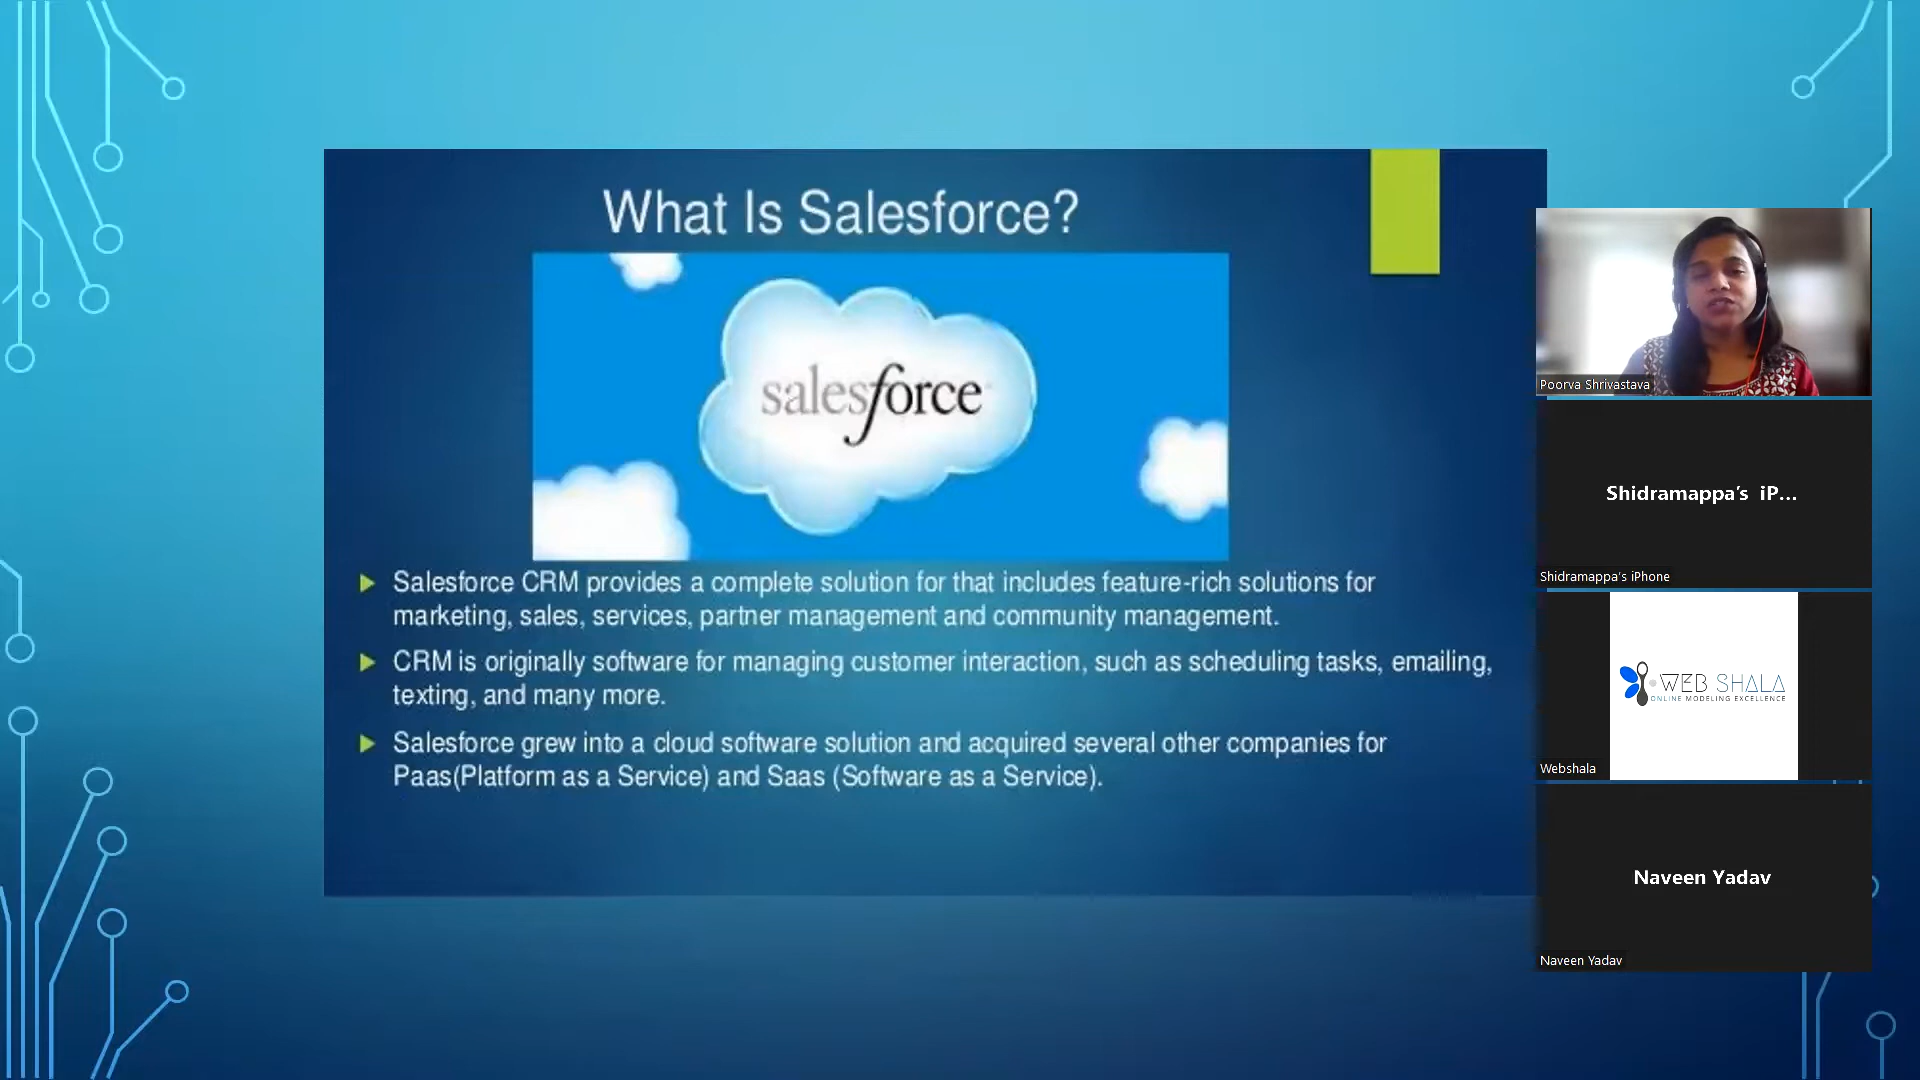 What Is Salesforce?
salesforce
Salesforce CRM provides a complete solution for that includes feature-rich solutions for
marketing, sales, services, partner management and community management.
CRM is originally software for managing customer interaction, such as scheduling tasks, emailing,
texting, and many more.
Salesforce grew into a cloud software solution and acquired several other companies for
Paas(Platform as a Service) and Saas (Software as a Service).
Poorva Shrivastava
Shidramappa's iP...
Shidramappa's iPhone
WEB SHALA
ONLINE MODELING EXCELLENCE
Webshala
Naveen Yadav
Naveen Yadav